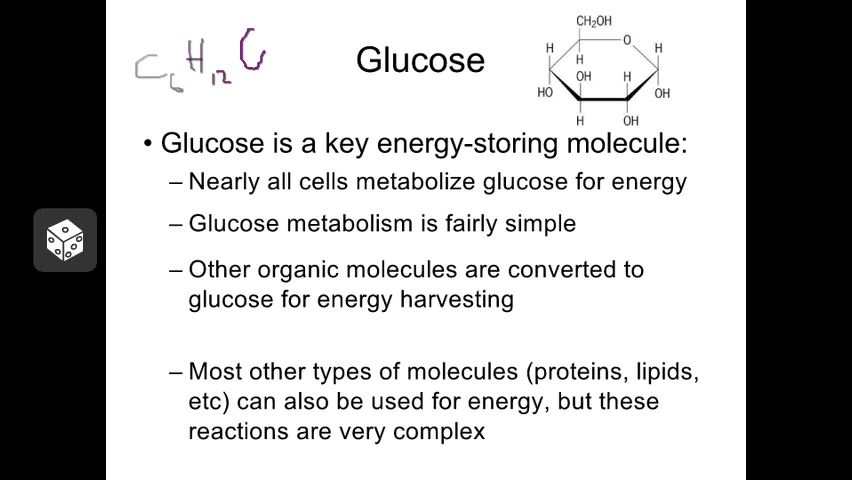 C6H12
Glucose
CH₂OH
O
H
H
H
OH
H
HO
OH
H
OH
• Glucose is a key energy-storing molecule:
– Nearly all cells metabolize glucose for energy
– Glucose metabolism is fairly simple
– Other organic molecules are converted to
glucose for energy harvesting
– Most other types of molecules (proteins, lipids,
etc) can also be used for energy, but these
reactions are very complex